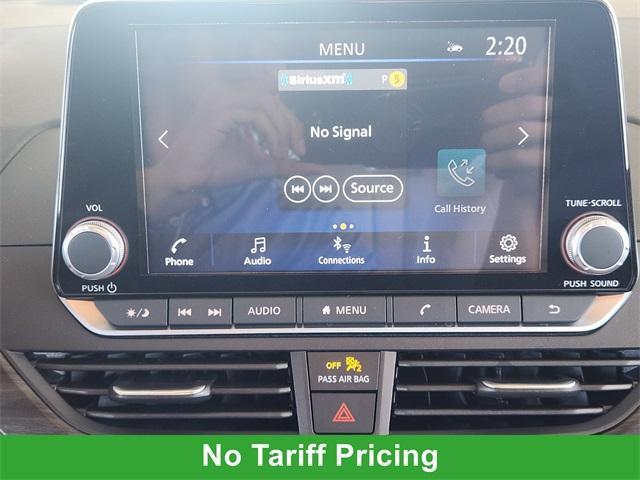 MENU 2:20
SiriusXM P 5
No Signal
Source
Call History
Phone Audio Connections Info Settings
VOL
PUSH
TUNE-SCROLL
PUSH SOUND
AUDIO MENU CAMERA
OFF 2
PASS AIR BAG
No Tariff Pricing